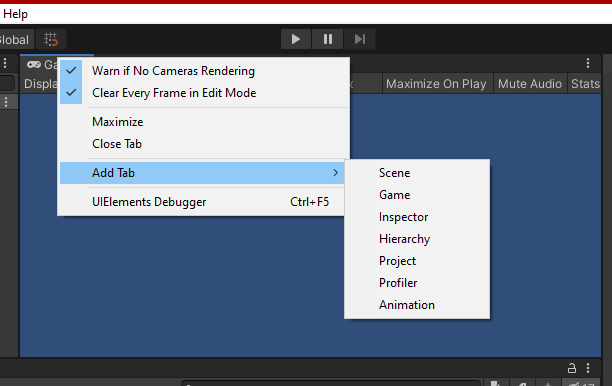 Help
Global
Ga
Displa
x
Maximize On Play
Mute Audio
Stats
Warn if No Cameras Rendering
Clear Every Frame in Edit Mode
Maximize
Close Tab
Add Tab
UIElements Debugger Ctrl+F5
Scene
Game
Inspector
Hierarchy
Project
Profiler
Animation